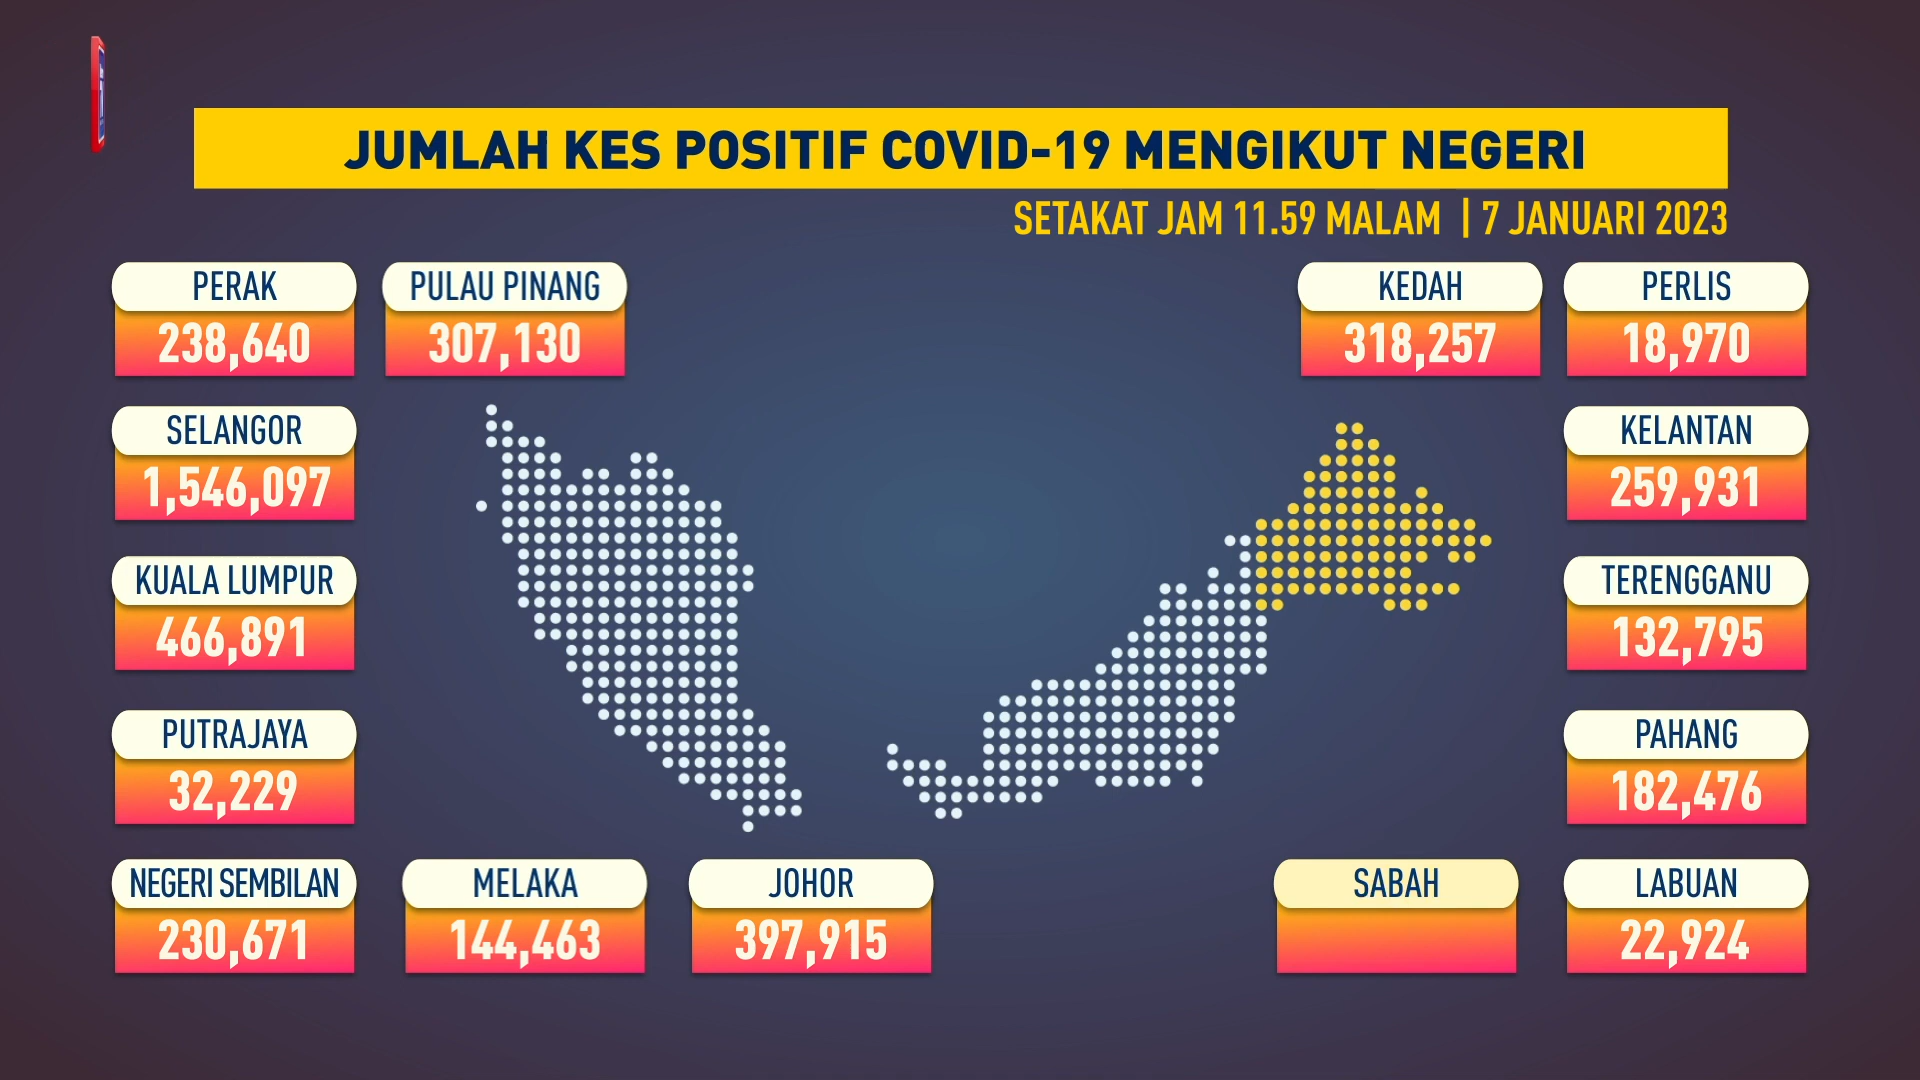 JUMLAH KES POSITIF COVID-19 MENGIKUT NEGERI
SETAKAT JAM 11.59 MALAM | 7 JANUARI 2023
PERAK
238,640
PULAU PINANG
307,130
KEDAH
318,257
PERLIS
18,970
SELANGOR
1,546,097
KELANTAN
259,931
KUALA LUMPUR
466,891
TERENGGANU
132,795
PUTRAJAYA
32,229
PAHANG
182,476
NEGERI SEMBILAN
230,671
MELAKA
144,463
JOHOR
397,915
SABAH
LABUAN
22,924